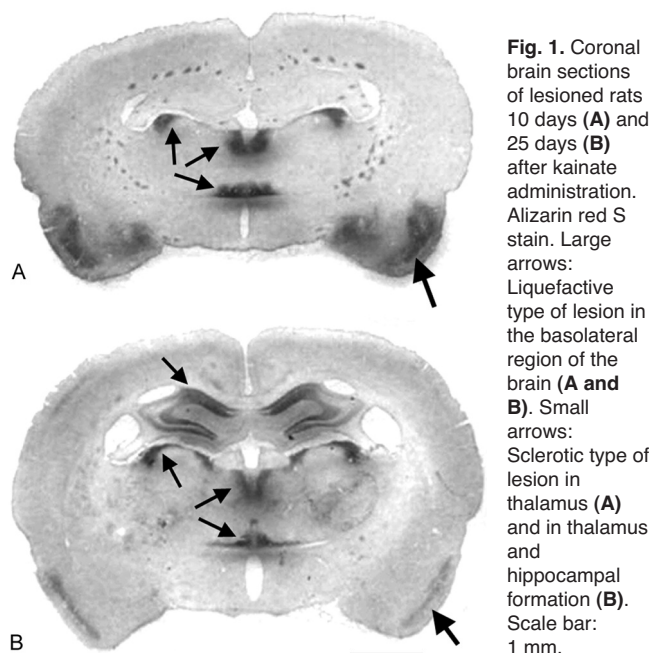 Fig. 1. Coronal
brain sections
of lesioned rats
10 days (A) and
25 days (B)
after kainate
administration.
Alizarin red S
stain. Large
arrows:
Liquefactive
type of lesion in
the basolateral
region of the
brain (A and
B). Small
arrows:
Sclerotic type of
lesion in
thalamus (A)
and in thalamus
and
hippocampal
formation (B).
Scale bar:
1 mm.
A
B